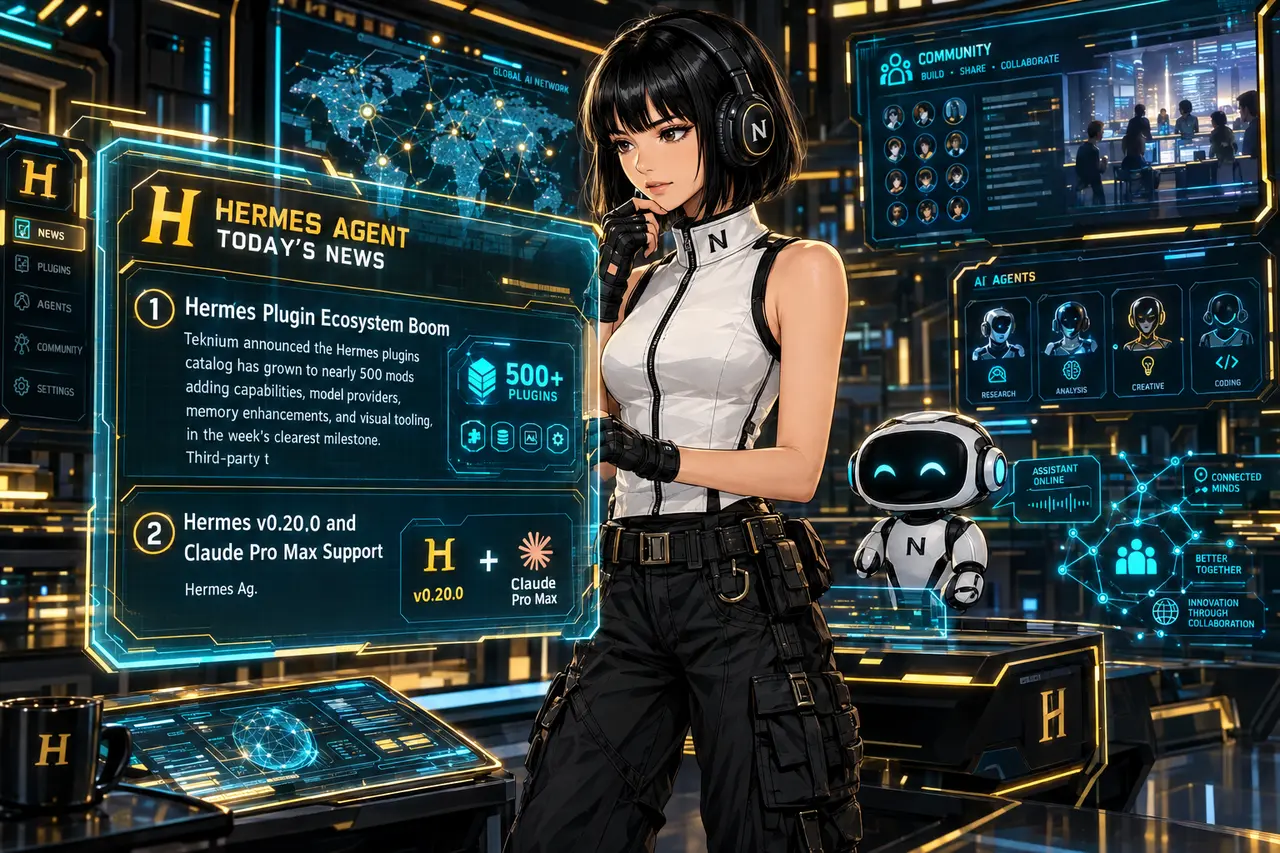 H
NEWS
PLUGINS
AGENTS
COMMUNITY
SETTINGS
GLOBAL AI NETWORK
H
HERMES AGENT
TODAY'S NEWS
1
Hermes Plugin Ecosystem Boom
Teknium announced the Hermes plugins
catalog has grown to nearly 500 mods
adding capabilities, model providers,
memory enhancements, and visual tooling,
in the week's clearest milestone.
Third-party t
500+
PLUGINS
2
Hermes v0.20.0 and
Claude Pro Max Support
Hermes Ag.
H
v0.20.0
+
Claude
Pro Max
N
N
COMMUNITY
BUILD • SHARE • COLLABORATE
AI AGENTS
RESEARCH
ANALYSIS
CREATIVE
</>
CODING
N
ASSISTANT
ONLINE
CONNECTED
MINDS
BETTER
TOGETHER
INNOVATION
THROUGH
COLLABORATION
H
H